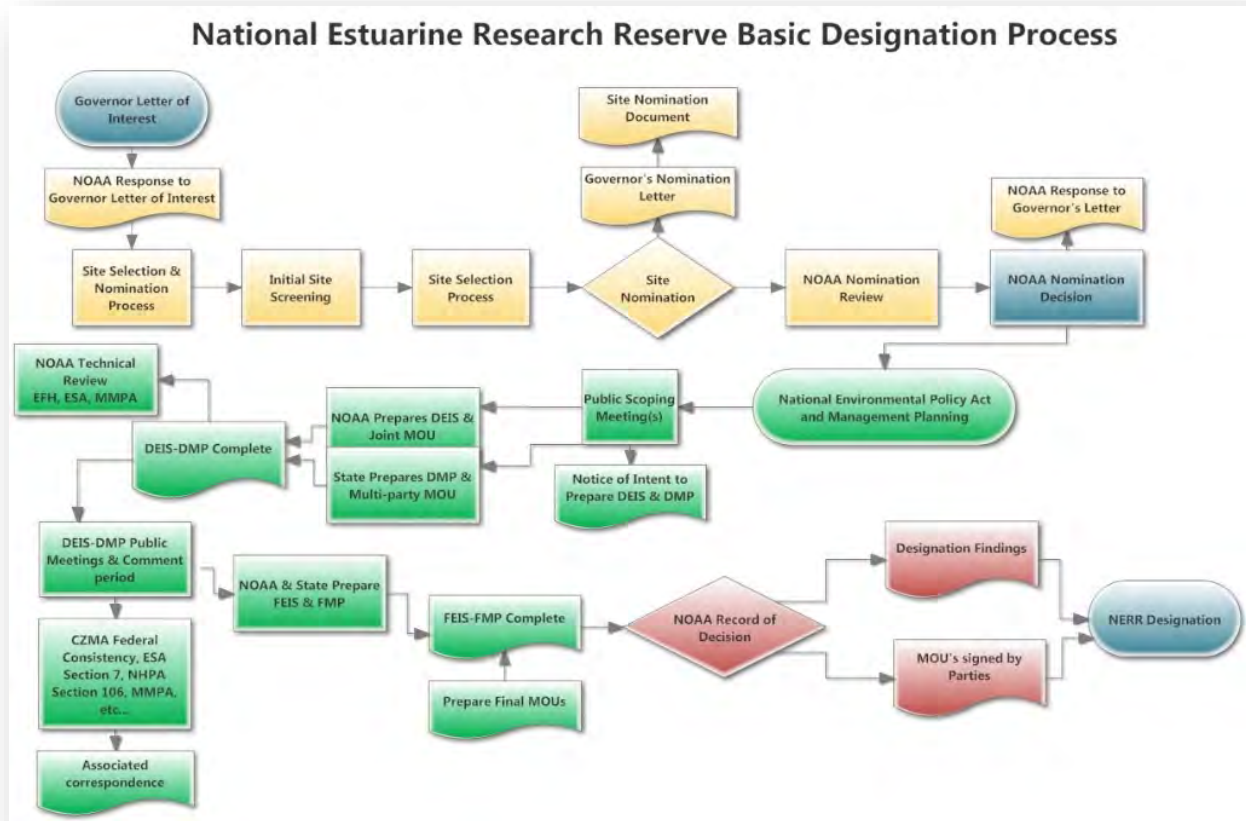 National Estuarine Research Reserve Basic Designation Process
Governor Letter of
Interest
NOAA Response to
Governor Letter of Interest
Site Selection &
Nomination
Process
Initial Site
Screening
Site Selection
Process
Site Nomination
Document
Governor's Nomination
Letter
Site
Nomination
NOAA Nomination
Review
NOAA Response to
Governor's Letter
NOAA Nomination
Decision
National Environmental Policy Act
and Management Planning
Public Scoping
Meeting(s)
Notice of Intent to
Prepare DEIS & DMP
NOAA Prepares DEIS &
Joint MOU
State Prepares DMP &
Multi-party MOU
DEIS-DMP Complete
NOAA Technical
Review
EFH, ESA, MMPA
DEIS-DMP Public
Meetings & Comment
period
CZMA Federal
Consistency, ESA
Section 7, NHPA
Section 106, MMPA,
etc...
Associated
correspondence
NOAA & State Prepare
FEIS & FMP
FEIS-FMP Complete
Prepare Final MOUs
NOAA Record of
Decision
Designation Findings
MOU's signed by
Parties
NERR Designation